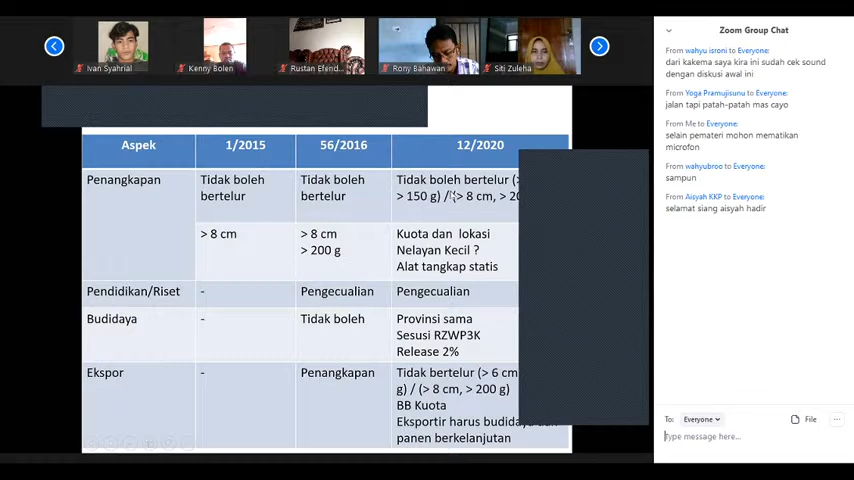 Ivan Syahrial
Kenny Bolen
Rustan Efend...
Rony Bahawan
Siti Zuleha
Aspek
1/2015
56/2016
12/2020
Penangkapan
Tidak boleh
bertelur
Tidak boleh
bertelur
Tidak boleh bertelur (>
> 150 g) / (> 8 cm, > 20
> 8 cm
> 8 cm
> 200 g
Kuota dan lokasi
Nelayan Kecil ?
Alat tangkap statis
Pendidikan/Riset
-
Pengecualian
Pengecualian
Budidaya
-
Tidak boleh
Provinsi sama
Sesusi RZWP3K
Release 2%
Ekspor
-
Penangkapan
Tidak bertelur (> 6 cm
g) / (> 8 cm, > 200 g)
BB Kuota
Eksportir harus budidaya dan
panen berkelanjutan
Zoom Group Chat
From wahyu isroni to Everyone:
dari kakema saya kira ini sudah cek sound
dengan diskusi awal ini
From Yoga Pramujisunu to Everyone:
jalan tapi patah-patah mas cayo
From Me to Everyone:
selain pemateri mohon mematikan
microfon
From wahyubroo to Everyone:
sampun
From Aisyah KKP to Everyone:
selamat siang aisyah hadir
To: Everyone
File
...
Type message here...